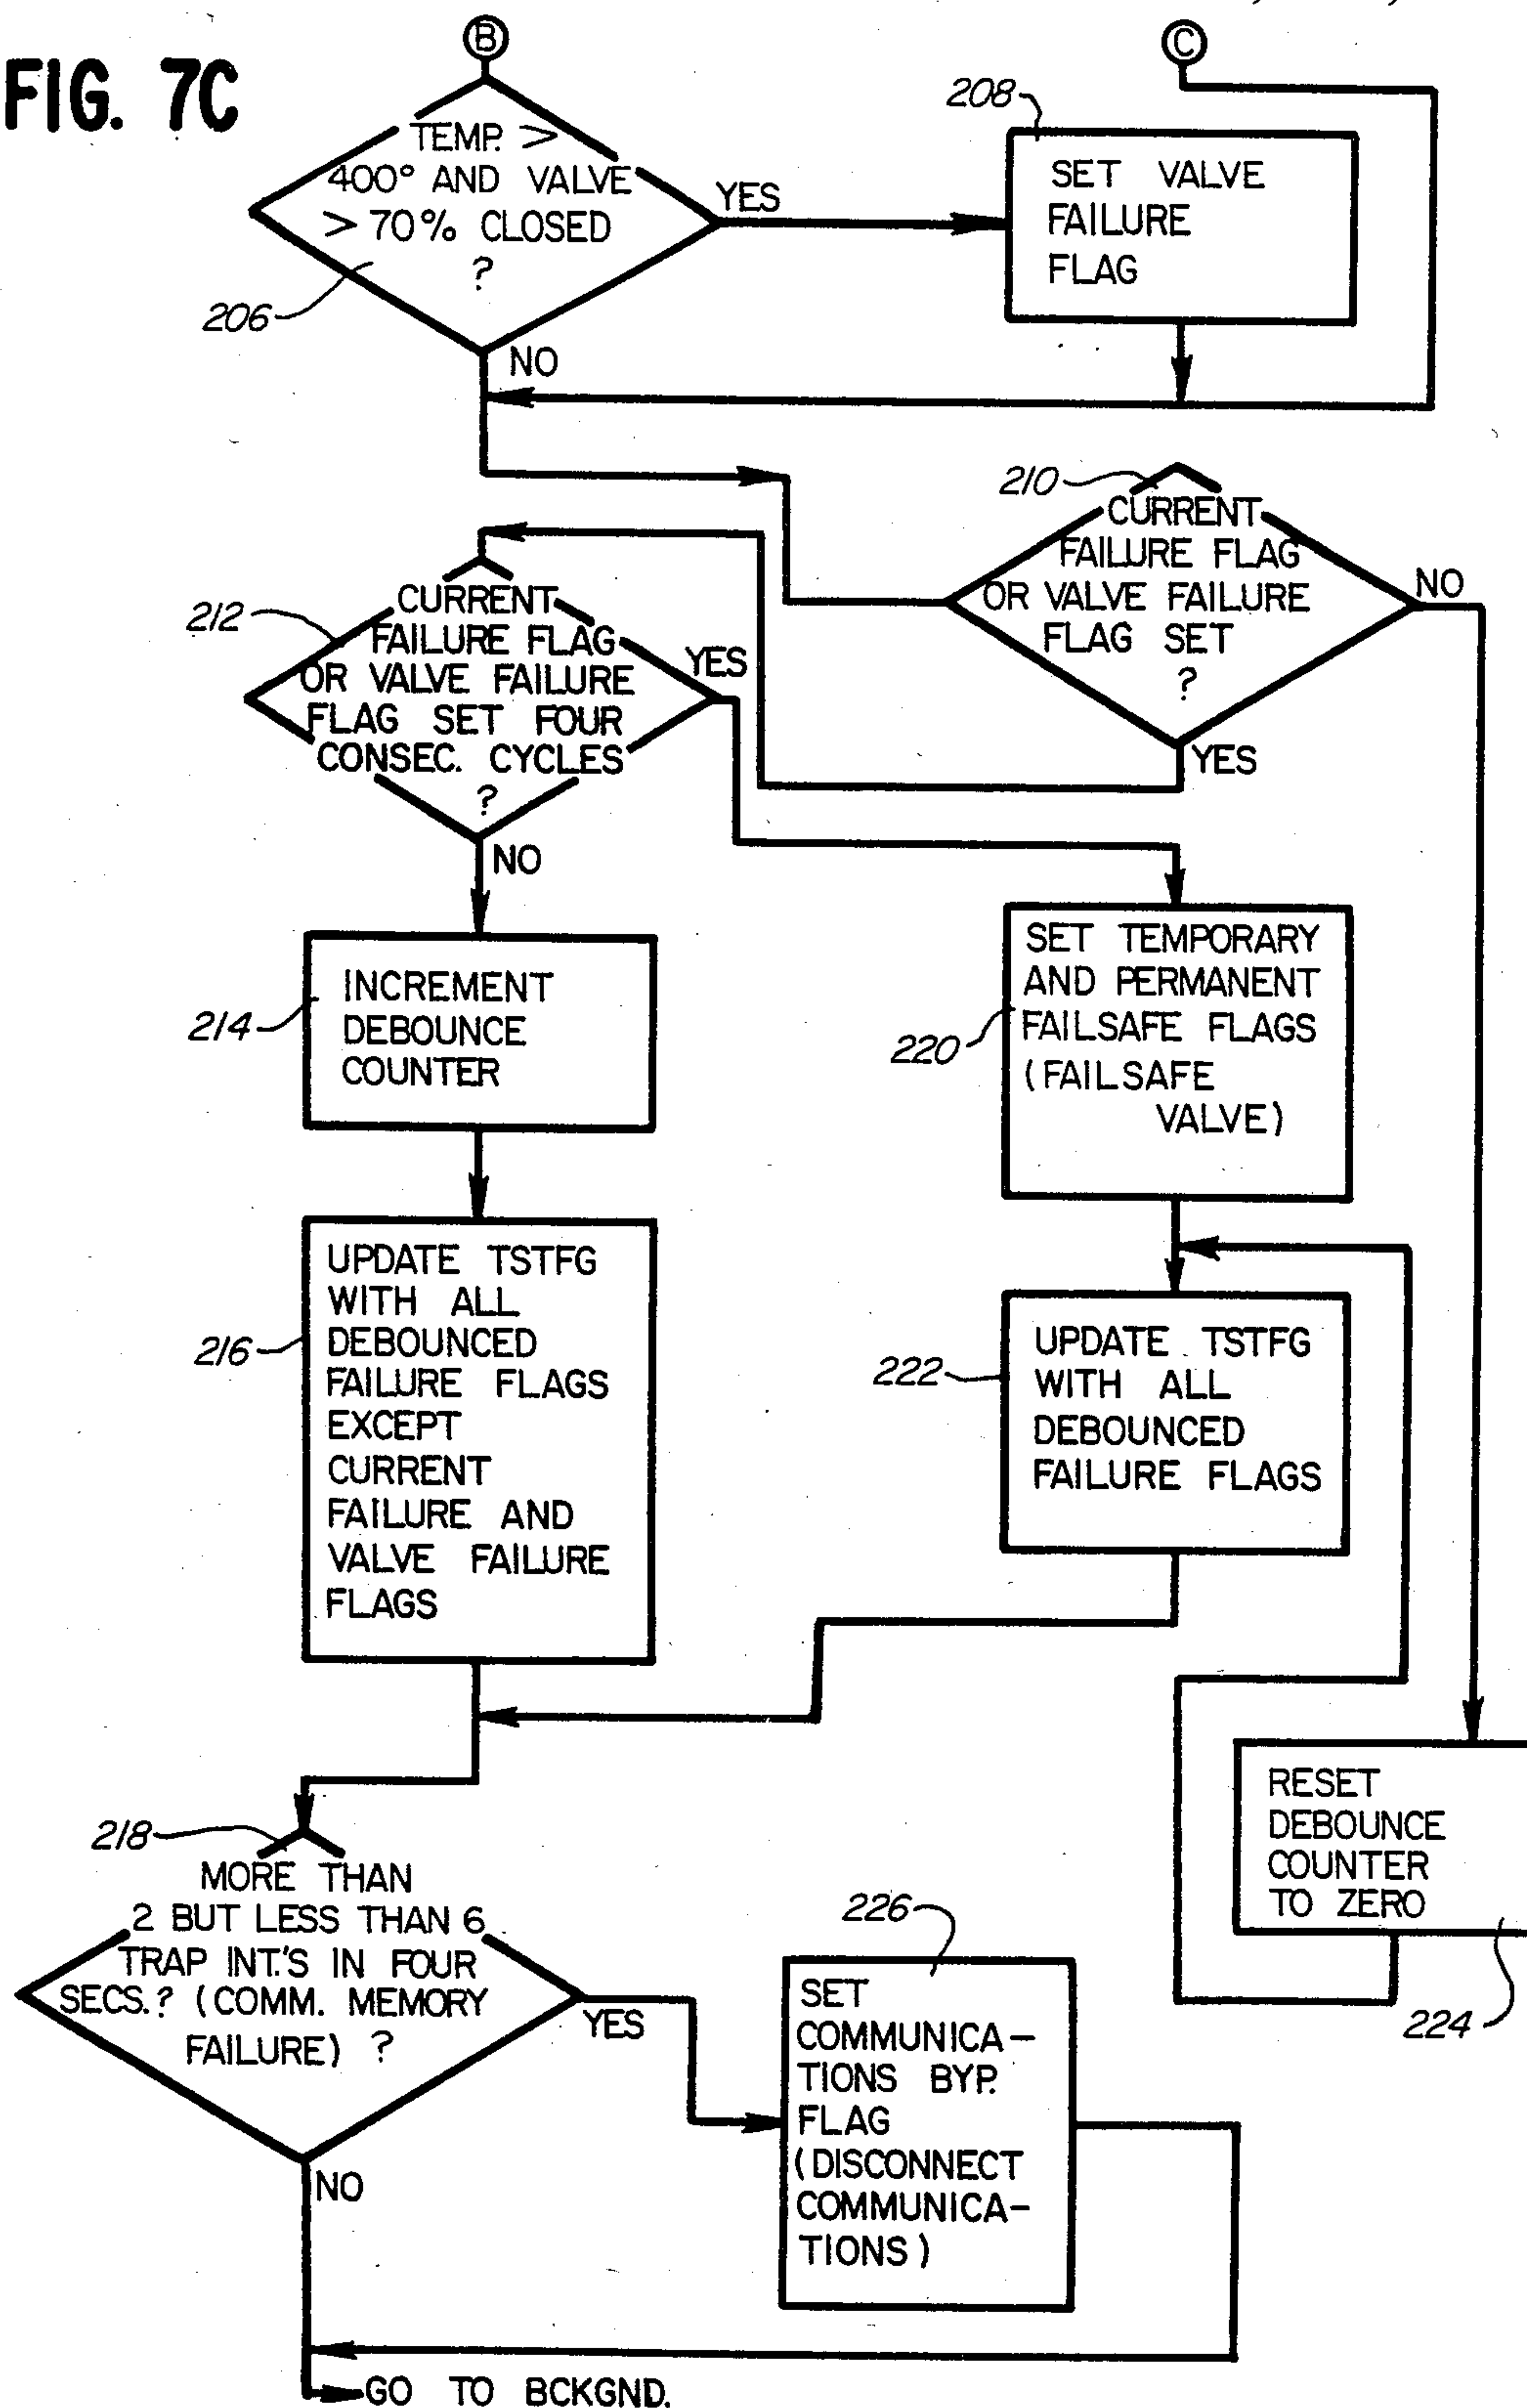 FIG. 7C
B
C
TEMP. >
400° AND VALVE
> 70% CLOSED
?
YES
NO
206
208
SET VALVE
FAILURE
FLAG
210
CURRENT
FAILURE FLAG
OR VALVE FAILURE
FLAG SET
?
NO
YES
212
CURRENT
FAILURE FLAG
OR VALVE FAILURE
FLAG SET FOUR
CONSEC. CYCLES
?
YES
NO
214
INCREMENT
DEBOUNCE
COUNTER
220
SET TEMPORARY
AND PERMANENT
FAILSAFE FLAGS
(FAILSAFE
VALVE)
216
UPDATE TSTFG
WITH ALL
DEBOUNCED
FAILURE FLAGS
EXCEPT
CURRENT
FAILURE AND
VALVE FAILURE
FLAGS
222
UPDATE TSTFG
WITH ALL
DEBOUNCED
FAILURE FLAGS
RESET
DEBOUNCE
COUNTER
TO ZERO
224
218
MORE THAN
2 BUT LESS THAN 6
TRAP INT.'S IN FOUR
SECS.? (COMM. MEMORY
FAILURE) ?
YES
NO
226
SET
COMMUNICA-
TIONS BYP.
FLAG
(DISCONNECT
COMMUNICA-
TIONS)
GO TO BCKGND.